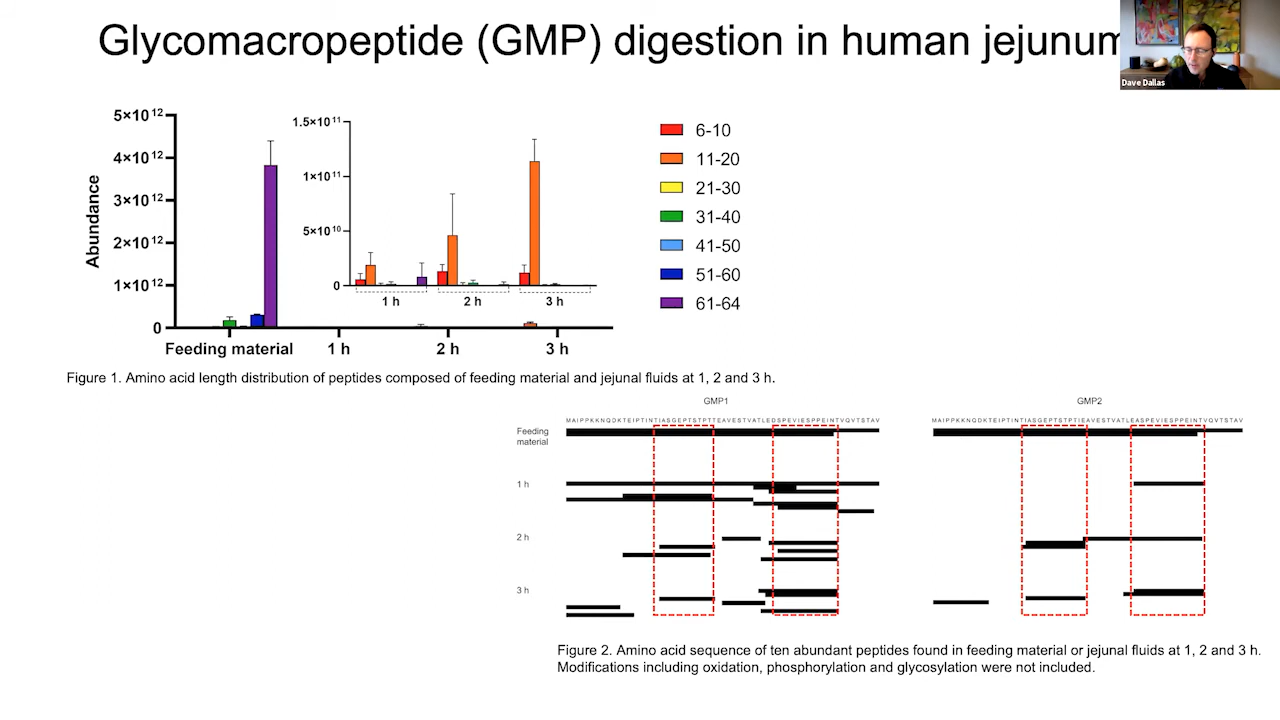 Glycomacropeptide (GMP) digestion in human jejunum
Dave Dallas
Abundance
5×10¹²
4×10¹²
3×10¹²
2×10¹²
1×10¹²
0
Feeding material
1 h
2 h
3 h
1.5×10¹¹
1×10¹¹
5×10¹⁰
0
1 h
2 h
3 h
6-10
11-20
21-30
31-40
41-50
51-60
61-64
Figure 1. Amino acid length distribution of peptides composed of feeding material and jejunal fluids at 1, 2 and 3 h.
GMP1
MAIPPKKNQDKTEIPTINTIASGEPTSTPTTEAVESTVATLEDSPEVIESPPEINTVQVTSTAV
GMP2
MAIPPKKNQDKTEIPTINTIASGEPTSTPTIEAVESTVATLEASPEVIESPPEINTVQVTSTAV
Feeding
material
1 h
2 h
3 h
Figure 2. Amino acid sequence of ten abundant peptides found in feeding material or jejunal fluids at 1, 2 and 3 h.
Modifications including oxidation, phosphorylation and glycosylation were not included.